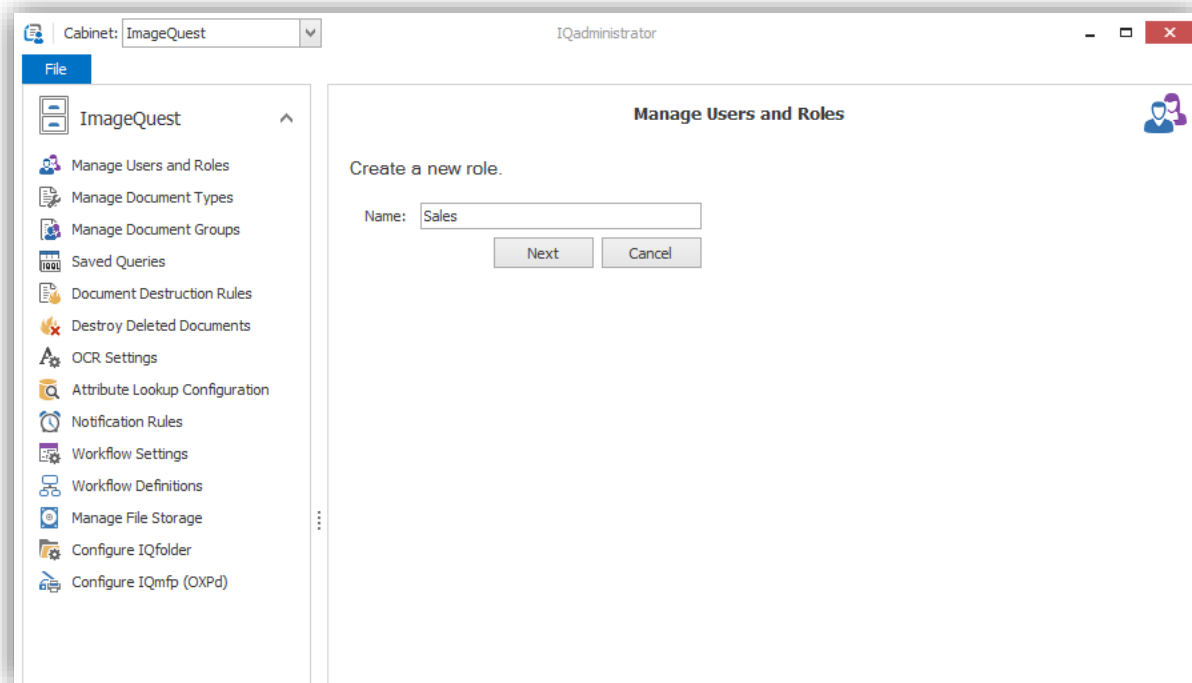 Cabinet: ImageQuest
IQadministrator
File
ImageQuest
Manage Users and Roles
Manage Document Types
Manage Document Groups
IQQL
Saved Queries
Document Destruction Rules
Destroy Deleted Documents
OCR Settings
Attribute Lookup Configuration
Notification Rules
Workflow Settings
Workflow Definitions
Manage File Storage
Configure IQfolder
Configure IQmfp (OXPd)
Manage Users and Roles
Create a new role.
Name: Sales
Next Cancel